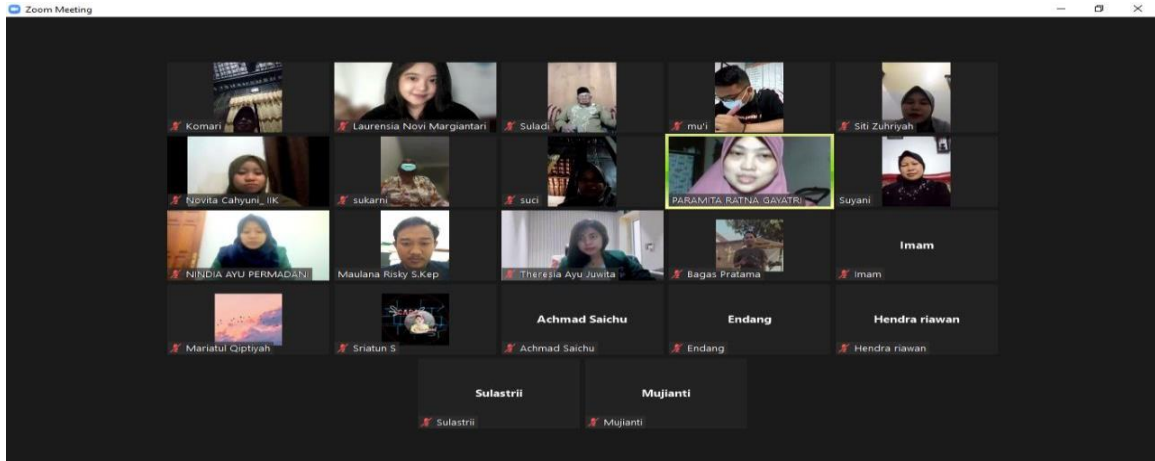 Zoom Meeting
Komari
Laurensia Novi Margiantari
Suladi
mu'i
Siti Zuhriyah
Novita Cahyuni_ IIK
sukarni
suci
PARAMITA RATNA GAYATRI
Suyani
NINDIA AYU PERMADANI
Maulana Risky S.Kep
Theresia Ayu Juwita
Bagas Pratama
Imam
Imam
Mariatul Qiptiyah
Sriatun S
Achmad Saichu
Achmad Saichu
Endang
Endang
Hendra riawan
Hendra riawan
Sulastrii
Sulastrii
Mujianti
Mujianti